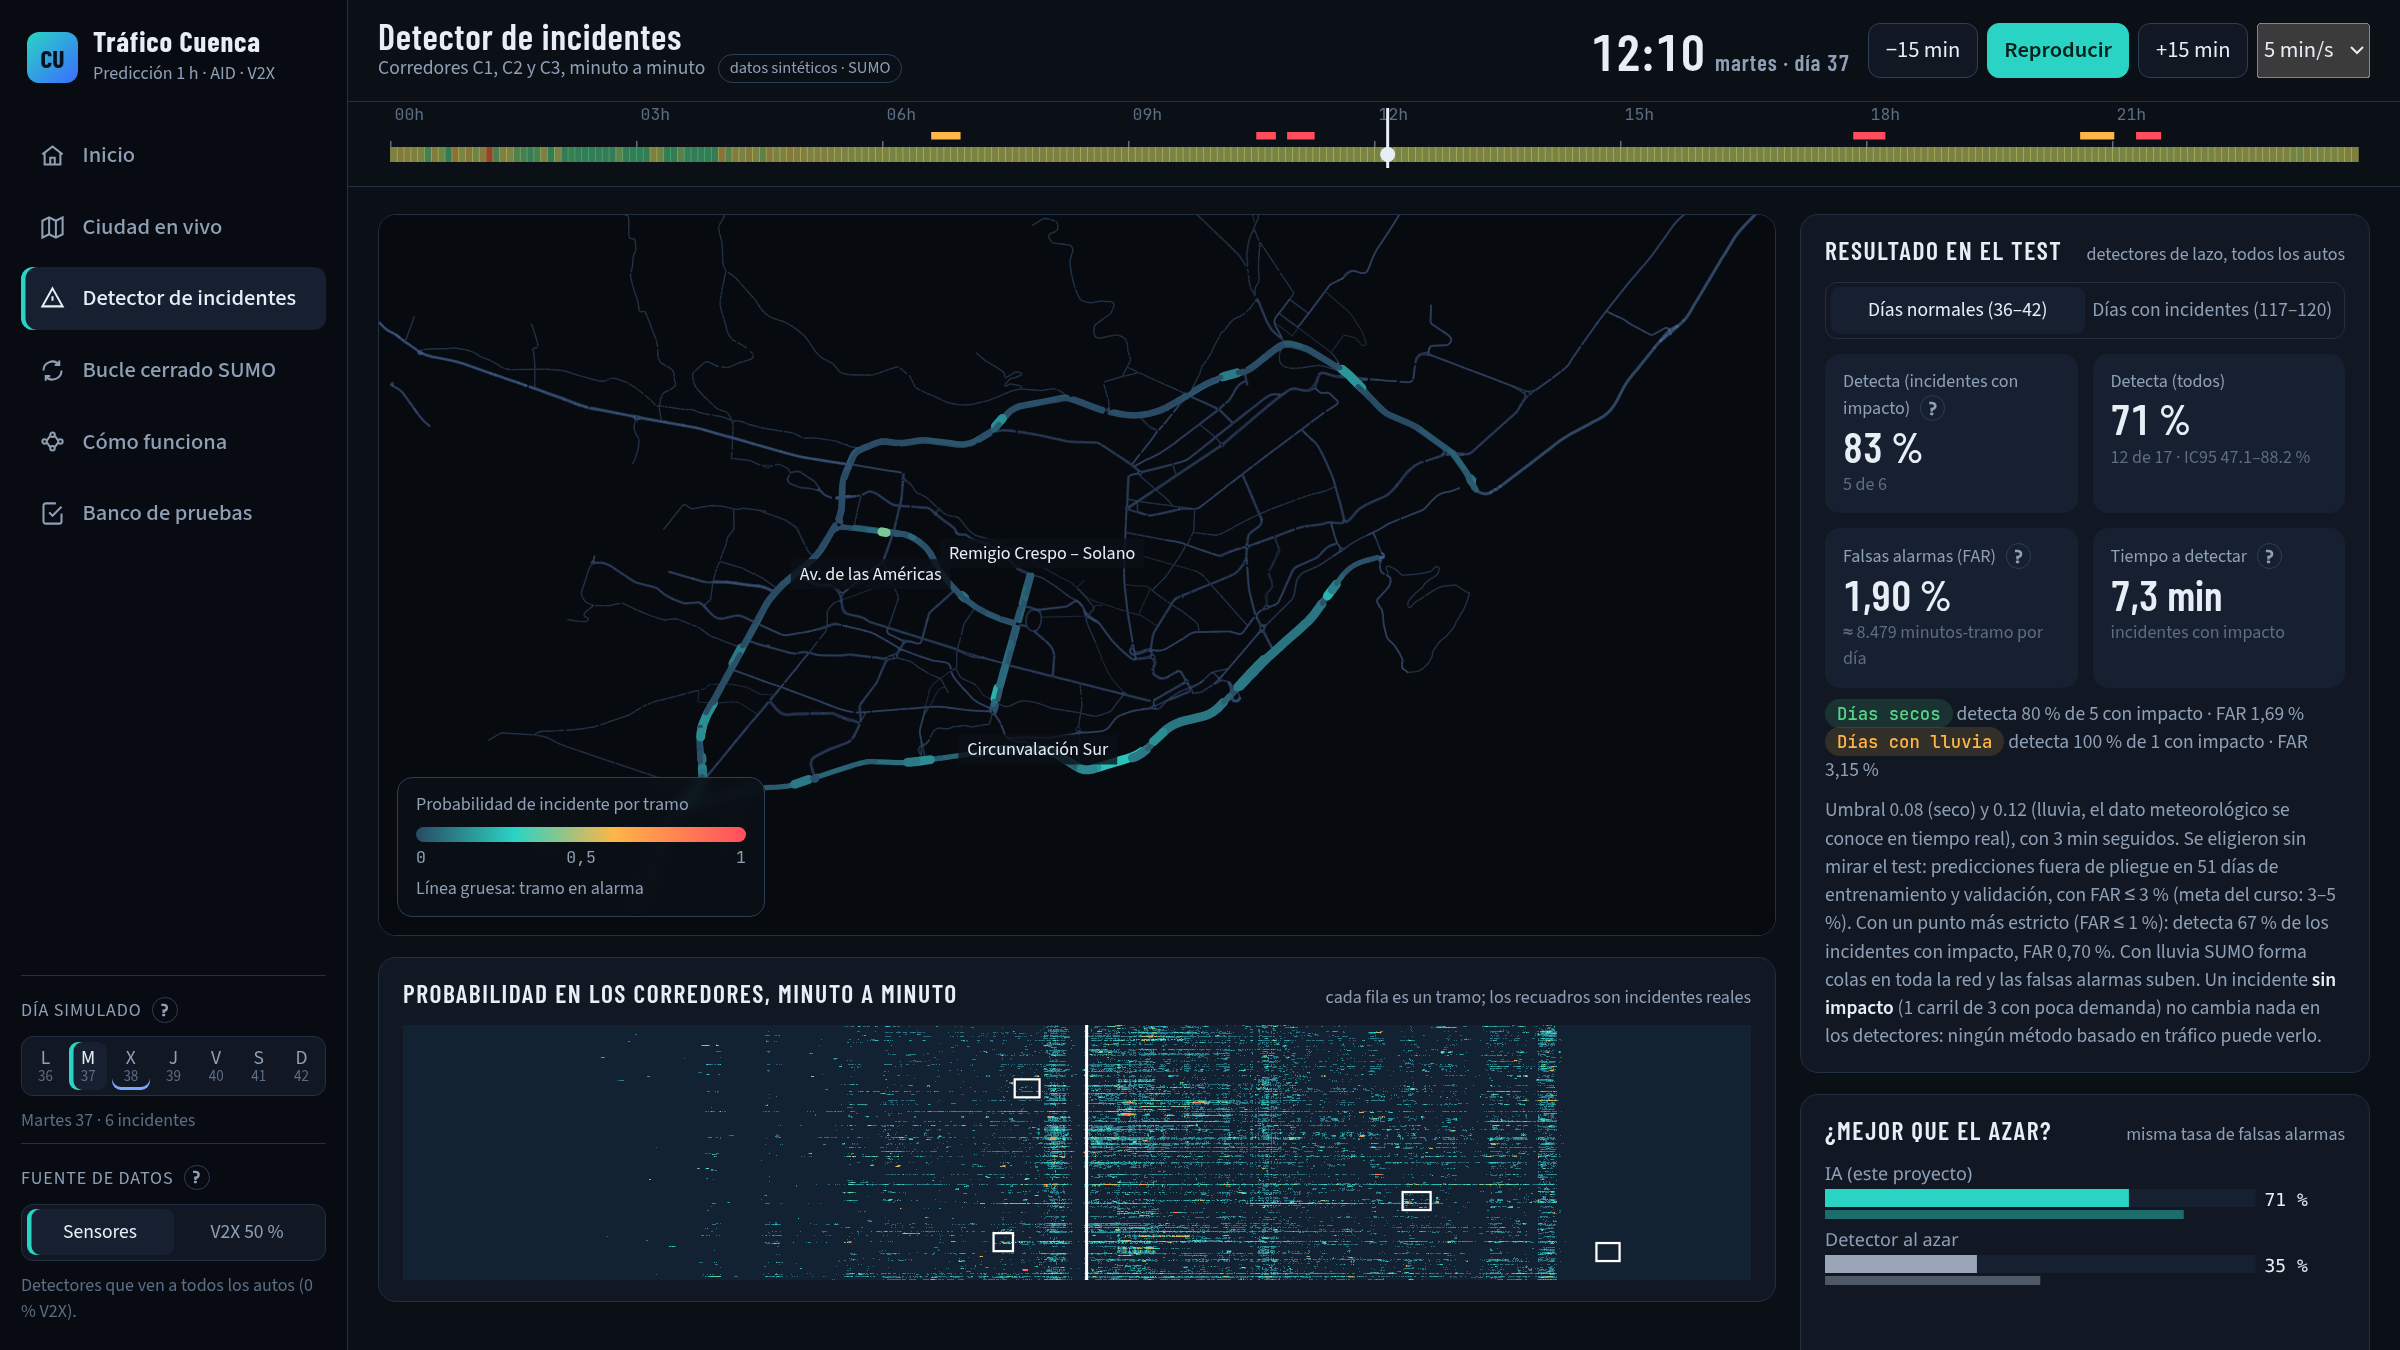 CU
Tráfico Cuenca
Predicción 1 h · AID · V2X
Inicio
Ciudad en vivo
Detector de incidentes
Bucle cerrado SUMO
Cómo funciona
Banco de pruebas
DÍA SIMULADO ?
L M X J V S D
36 37 38 39 40 41 42
Martes 37 · 6 incidentes
FUENTE DE DATOS ?
Sensores V2X 50 %
Detectores que ven a todos los autos (0
% V2X).
Detector de incidentes
Corredores C1, C2 y C3, minuto a minuto datos sintéticos · SUMO
12:10 martes · día 37
−15 min Reproducir +15 min 5 min/s
00h 03h 06h 09h 12h 15h 18h 21h
Remigio Crespo – Solano
Av. de las Américas
Circunvalación Sur
Probabilidad de incidente por tramo
0 0,5 1
Línea gruesa: tramo en alarma
PROBABILIDAD EN LOS CORREDORES, MINUTO A MINUTO
cada fila es un tramo; los recuadros son incidentes reales
RESULTADO EN EL TEST detectores de lazo, todos los autos
Días normales (36–42) Días con incidentes (117–120)
Detecta (incidentes con
impacto) ?
83 %
5 de 6
Detecta (todos)
71 %
12 de 17 · IC95 47.1–88.2 %
Falsas alarmas (FAR) ?
1,90 %
≈ 8.479 minutos-tramo por
día
Tiempo a detectar ?
7,3 min
incidentes con impacto
Días secos detecta 80 % de 5 con impacto · FAR 1,69 %
Días con lluvia detecta 100 % de 1 con impacto · FAR
3,15 %
Umbral 0.08 (seco) y 0.12 (lluvia, el dato meteorológico se
conoce en tiempo real), con 3 min seguidos. Se eligieron sin
mirar el test: predicciones fuera de pliegue en 51 días de
entrenamiento y validación, con FAR ≤ 3 % (meta del curso: 3–5
%). Con un punto más estricto (FAR ≤ 1 %): detecta 67 % de los
incidentes con impacto, FAR 0,70 %. Con lluvia SUMO forma
colas en toda la red y las falsas alarmas suben. Un incidente sin
impacto (1 carril de 3 con poca demanda) no cambia nada en
los detectores: ningún método basado en tráfico puede verlo.
¿MEJOR QUE EL AZAR? misma tasa de falsas alarmas
IA (este proyecto)
71 %
Detector al azar
35 %